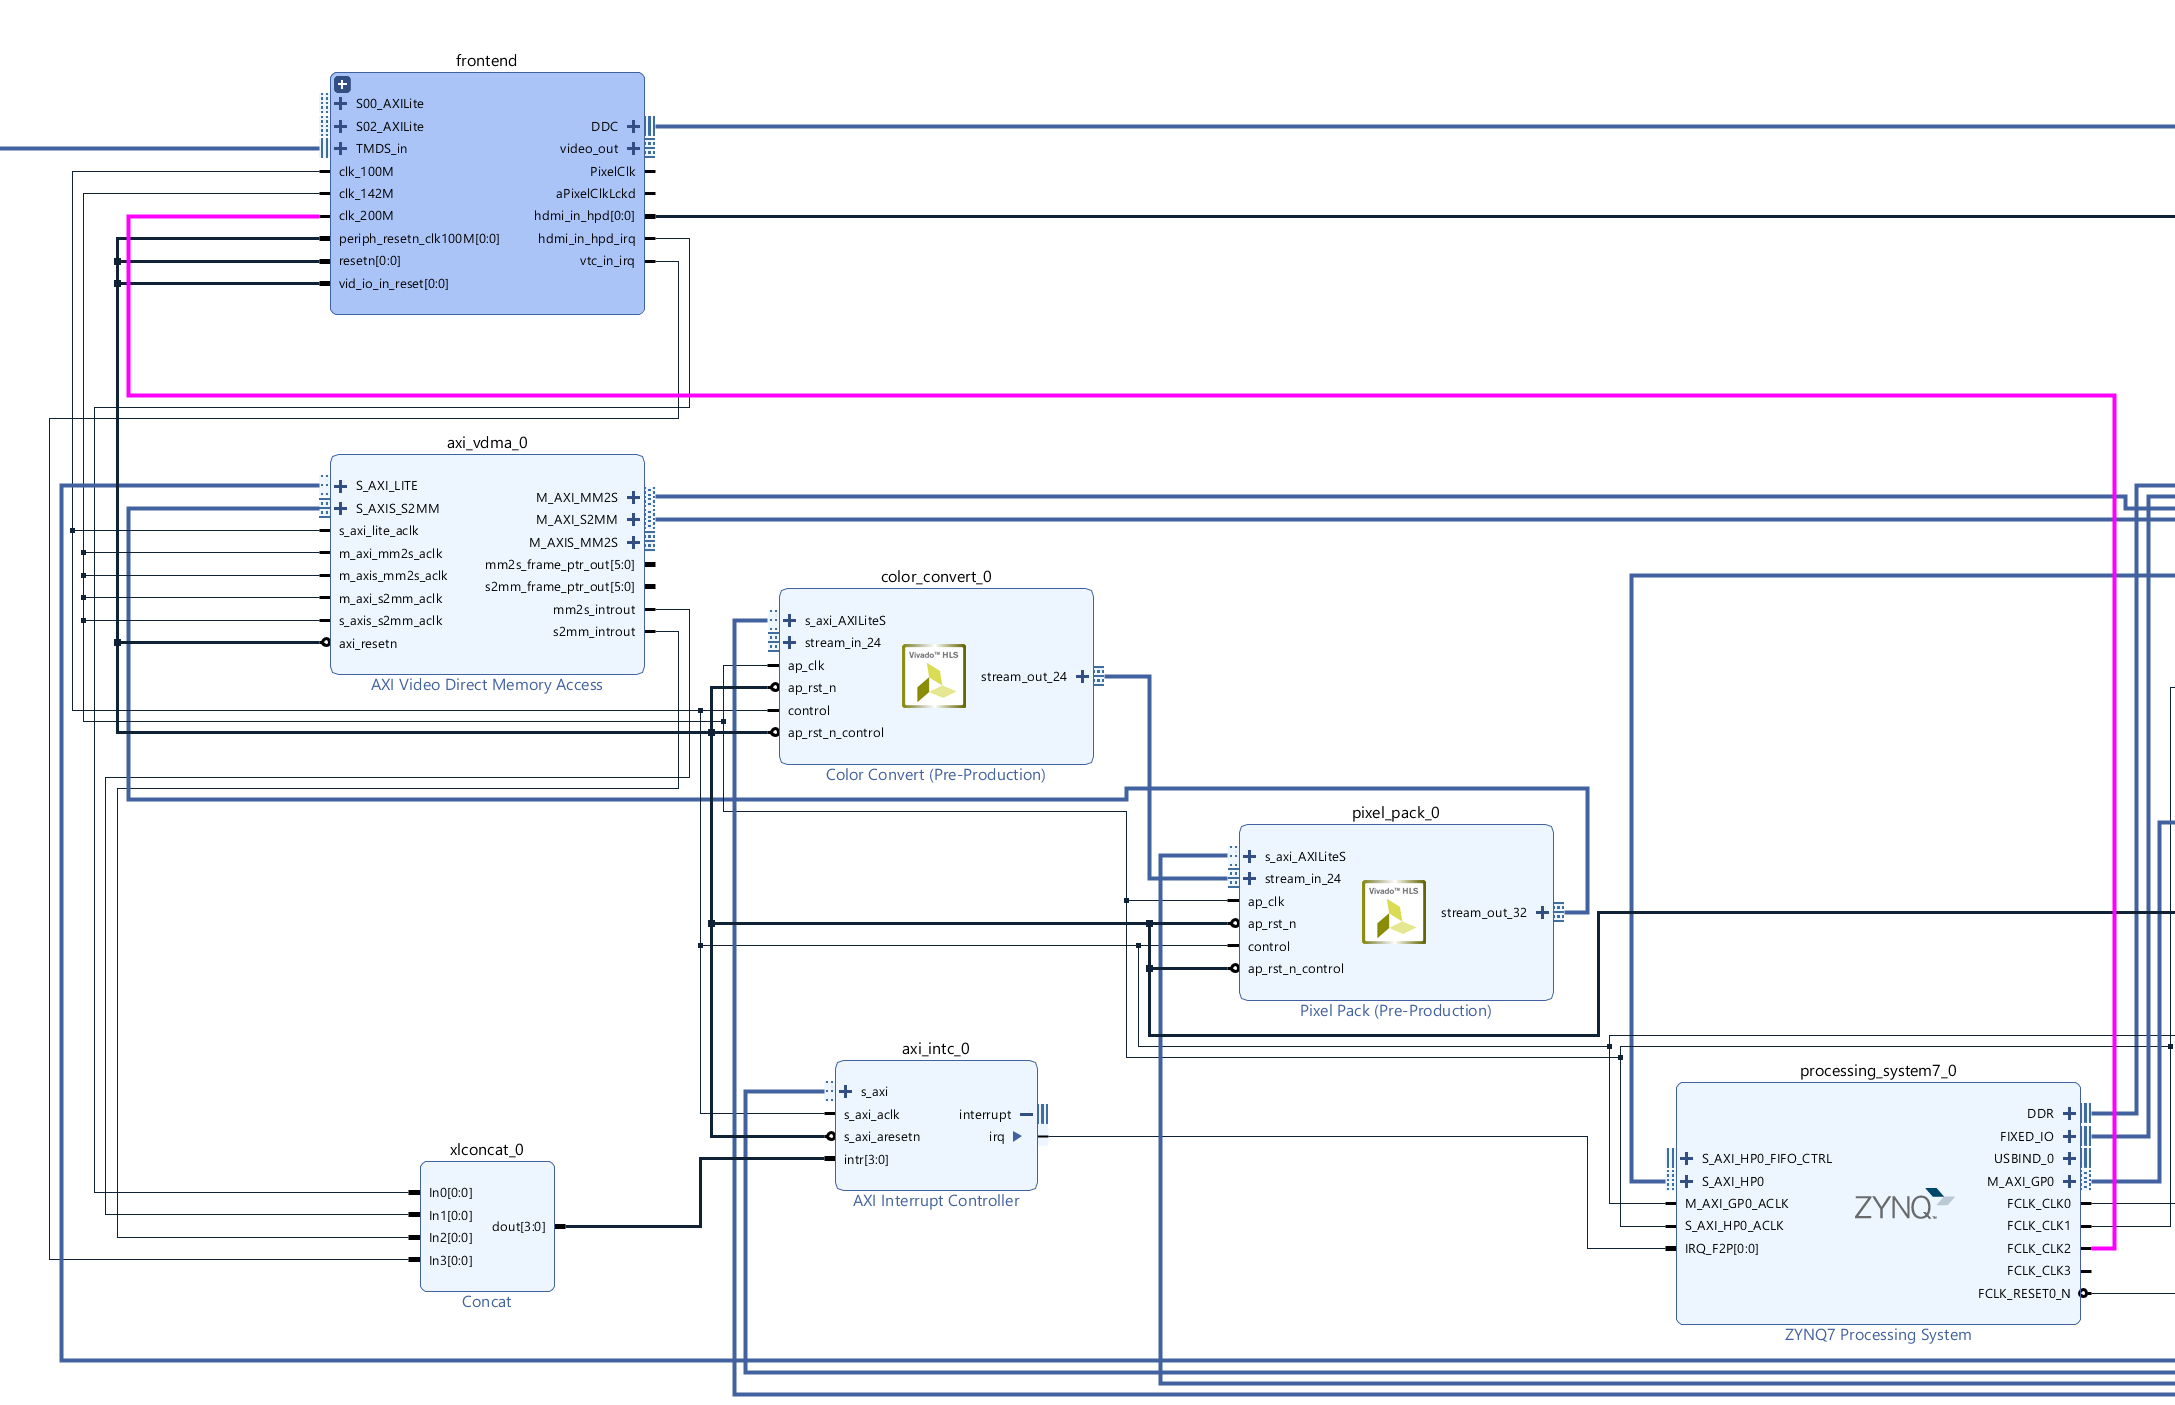 frontend
S00_AXILite
S02_AXILite
TMDS_in
clk_100M
clk_142M
clk_200M
periph_resetn_clk100M[0:0]
resetn[0:0]
vid_io_in_reset[0:0]
DDC
video_out
PixelClk
aPixelClkLckd
hdmi_in_hpd[0:0]
hdmi_in_hpd_irq
vtc_in_irq
axi_vdma_0
S_AXI_LITE
S_AXIS_S2MM
s_axi_lite_aclk
m_axi_mm2s_aclk
m_axis_mm2s_aclk
m_axi_s2mm_aclk
s_axis_s2mm_aclk
axi_resetn
M_AXI_MM2S
M_AXI_S2MM
M_AXIS_MM2S
mm2s_frame_ptr_out[5:0]
s2mm_frame_ptr_out[5:0]
mm2s_introut
s2mm_introut
AXI Video Direct Memory Access
color_convert_0
s_axi_AXILiteS
stream_in_24
ap_clk
ap_rst_n
control
ap_rst_n_control
Vivado™ HLS
stream_out_24
Color Convert (Pre-Production)
pixel_pack_0
s_axi_AXILiteS
stream_in_24
ap_clk
ap_rst_n
control
ap_rst_n_control
Vivado™ HLS
stream_out_32
Pixel Pack (Pre-Production)
axi_intc_0
s_axi
s_axi_aclk
s_axi_aresetn
intr[3:0]
interrupt
irq
AXI Interrupt Controller
xlconcat_0
In0[0:0]
In1[0:0]
In2[0:0]
In3[0:0]
dout[3:0]
Concat
processing_system7_0
S_AXI_HP0_FIFO_CTRL
S_AXI_HP0
M_AXI_GP0_ACLK
S_AXI_HP0_ACLK
IRQ_F2P[0:0]
ZYNQ™
DDR
FIXED_IO
USBIND_0
M_AXI_GP0
FCLK_CLK0
FCLK_CLK1
FCLK_CLK2
FCLK_CLK3
FCLK_RESET0_N
ZYNQ7 Processing System